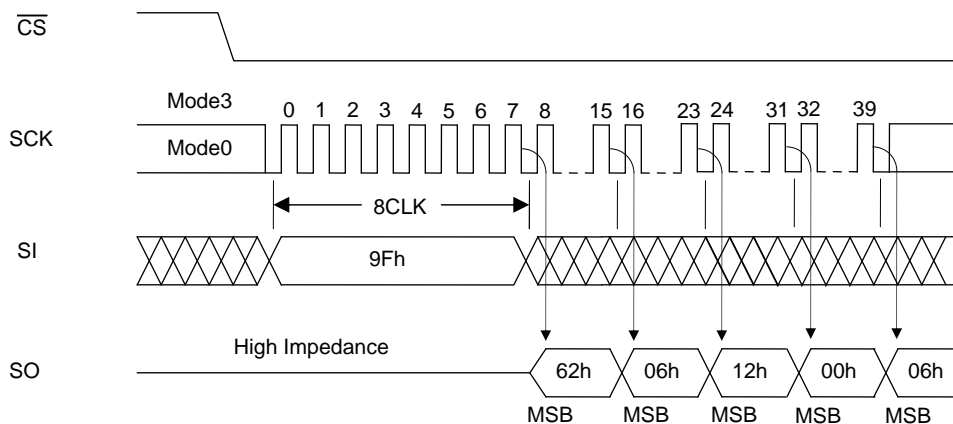 CS
Mode3
0 1 2 3 4 5 6 7 8 15 16 23 24 31 32 39
SCK
Mode0
8CLK
SI
9Fh
High Impedance
SO
62h 06h 12h 00h 06h
MSB MSB MSB MSB MSB